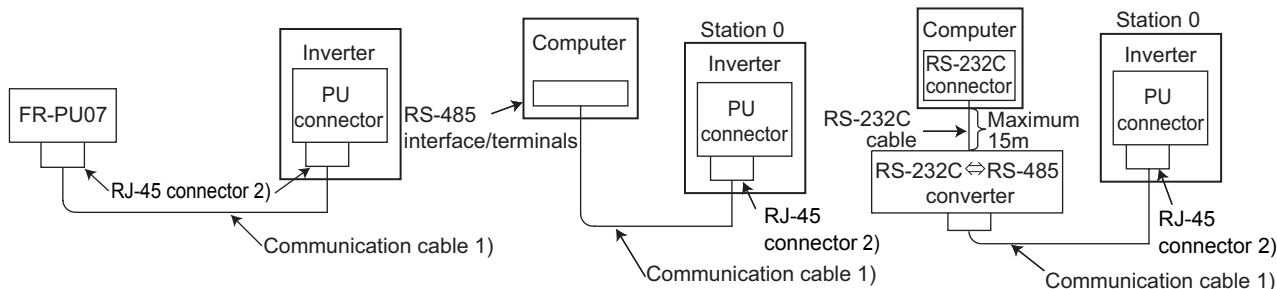 FR-PU07
Inverter
PU
connector
RJ-45 connector 2)
Communication cable 1)
Computer
RS-485
interface/terminals
Station 0
Inverter
PU
connector
RJ-45
connector 2)
Communication cable 1)
Computer
RS-232C
connector
RS-232C
cable
Maximum
15m
RS-232C⇔RS-485
converter
Station 0
Inverter
PU
connector
RJ-45
connector 2)
Communication cable 1)